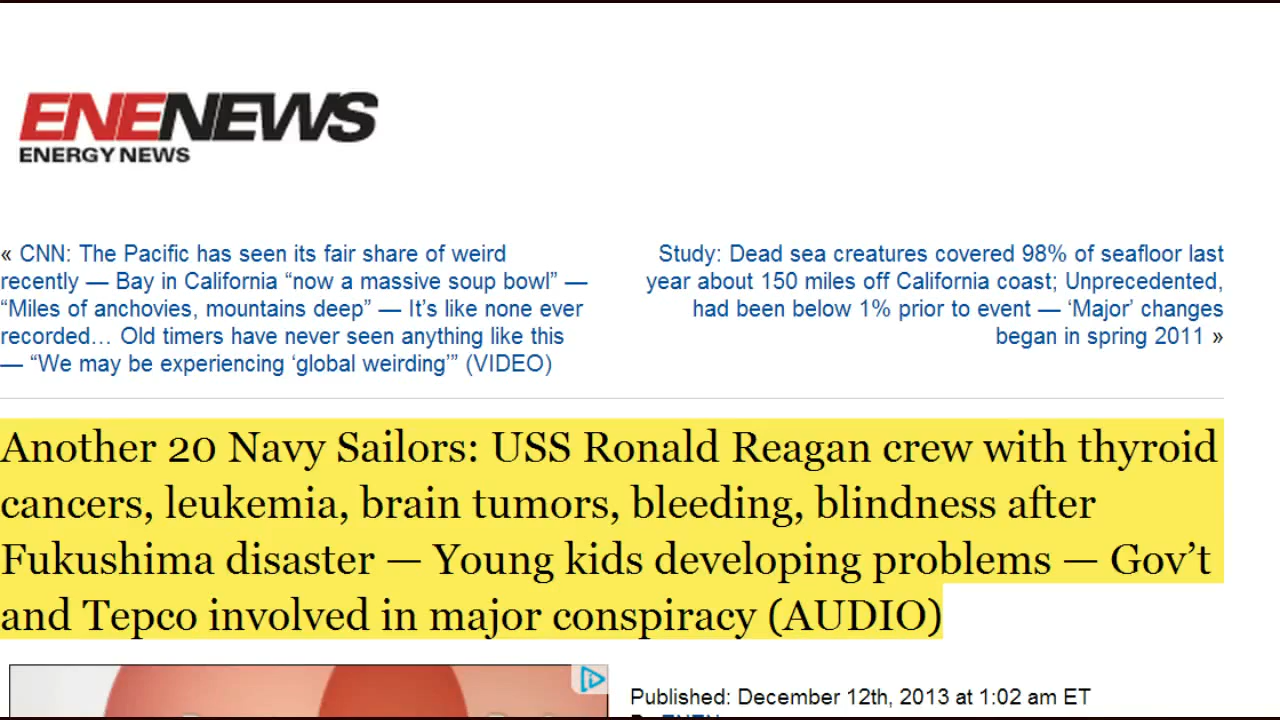 ENENEWS
ENERGY NEWS
« CNN: The Pacific has seen its fair share of weird
recently — Bay in California “now a massive soup bowl” —
“Miles of anchovies, mountains deep” — It’s like none ever
recorded… Old timers have never seen anything like this
— “We may be experiencing ‘global weirding’” (VIDEO)
Study: Dead sea creatures covered 98% of seafloor last
year about 150 miles off California coast; Unprecedented,
had been below 1% prior to event — ‘Major’ changes
began in spring 2011 »
Another 20 Navy Sailors: USS Ronald Reagan crew with thyroid
cancers, leukemia, brain tumors, bleeding, blindness after
Fukushima disaster — Young kids developing problems — Gov’t
and Tepco involved in major conspiracy (AUDIO)
Published: December 12th, 2013 at 1:02 am ET